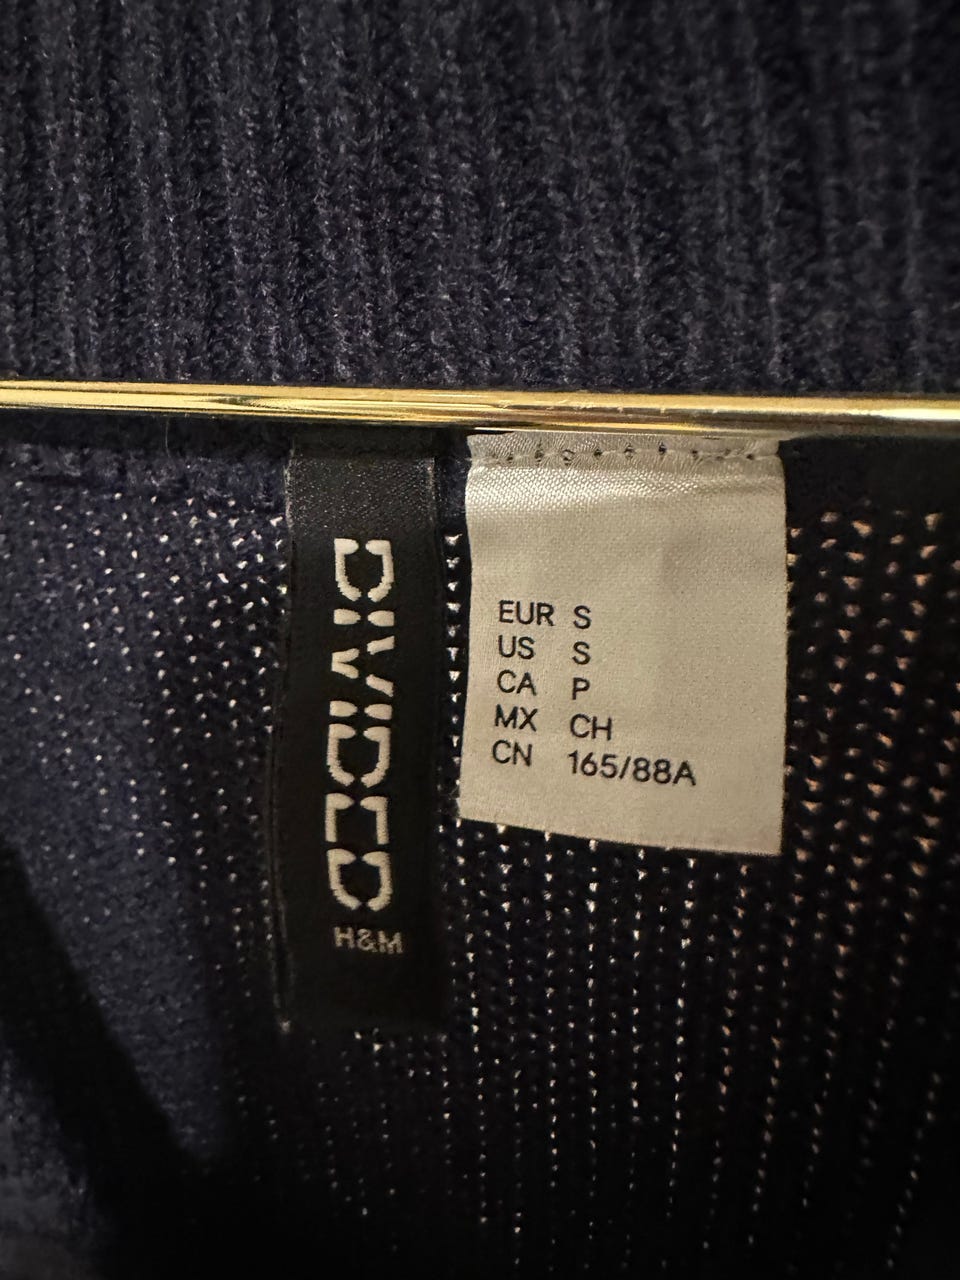 DIVIDED
H&M
EUR S
US S
CA P
MX CH
CN 165/88A